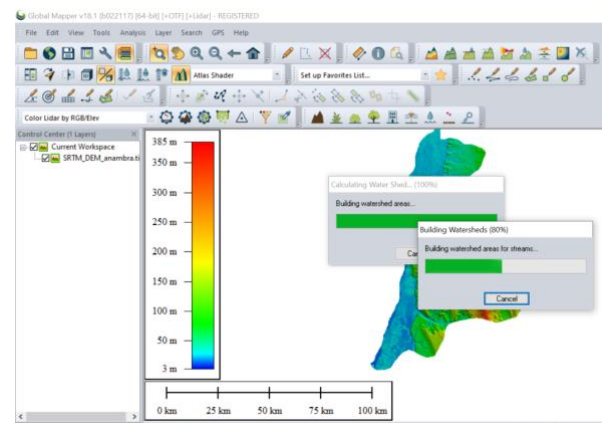 Global Mapper v18.1 (b022117) [64-bit] [+OTF] [+Lidar] - REGISTERED
File Edit View Tools Analysis Layer Search GPS Help
Atlas Shader
Set up Favorites List...
Color Lidar by RGB/Elev
Control Center (1 Layers)
Current Workspace
SRTM_DEM_anambra.ti
385 m
350 m
300 m
250 m
200 m
150 m
100 m
50 m
3 m
Calculating Water Shed... (100%)
Building watershed areas...
Ca
Building Watersheds (80%)
Building watershed areas for streams...
Cancel
0 km 25 km 50 km 75 km 100 km